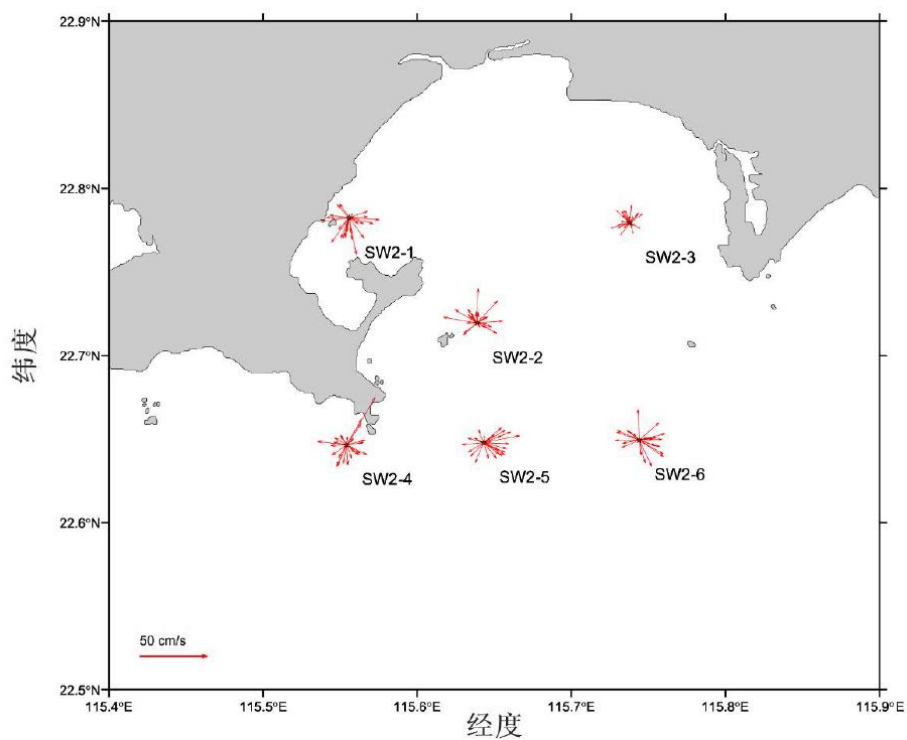 22.9°N
22.8°N
22.7°N
22.6°N
22.5°N
纬度
SW2-1
SW2-3
SW2-2
SW2-4
SW2-5
SW2-6
50 cm/s
115.4°E
115.5°E
115.6°E
115.7°E
115.8°E
115.9°E
经度